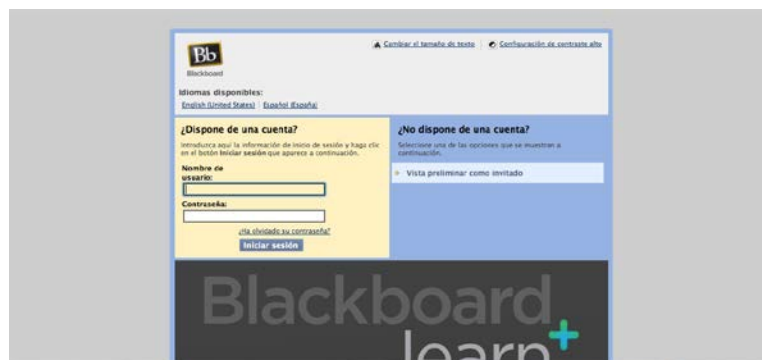 Cambiar el tamaño de texto Configuración de contraste alto
Bb
Blackboard
Idiomas disponibles:
English (United States) Español (España)
¿Dispone de una cuenta?
Introduzca aquí la información de inicio de sesión y haga clic
en el botón Iniciar sesión que aparece a continuación.
Nombre de
usuario:
Contraseña:
¿Ha olvidado su contraseña?
Iniciar sesión
¿No dispone de una cuenta?
Seleccione una de las opciones que se muestran a
continuación.
Vista preliminar como invitado
Blackboard
learn+